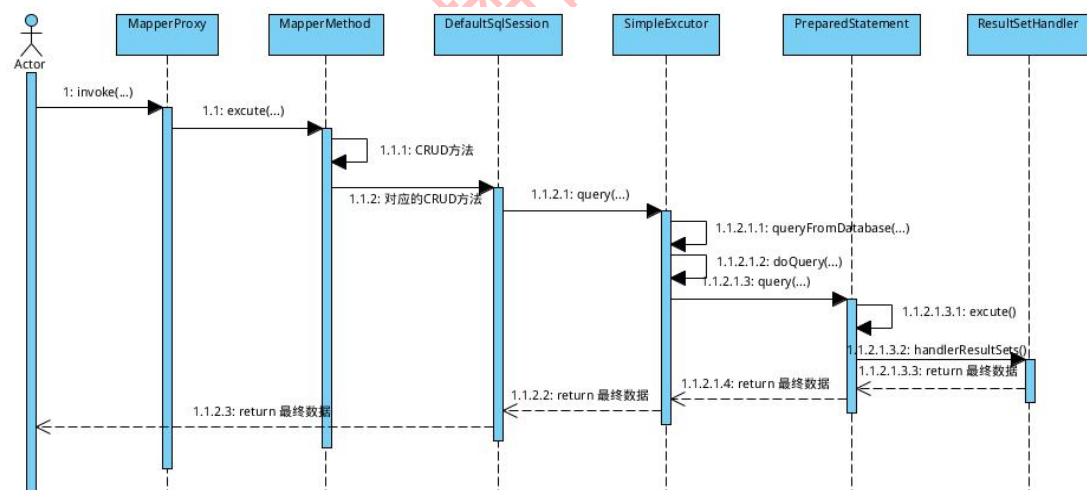 MapperProxy
MapperMethod
DefaultSqlSession
SimpleExcutor
PreparedStatement
ResultSetHandler
Actor
1: invoke(...)
1.1: excute(...)
1.1.1: CRUD方法
1.1.2: 对应的CRUD方法
1.1.2.1: query(...)
1.1.2.1.1: queryFromDatabase(...)
1.1.2.1.2: doQuery(...)
1.1.2.1.3: query(...)
1.1.2.1.3.1: excute()
1.1.2.1.3.2: handlerResultSets()
1.1.2.1.3.3: return 最终数据
1.1.2.1.4: return 最终数据
1.1.2.2: return 最终数据
1.1.2.3: return 最终数据